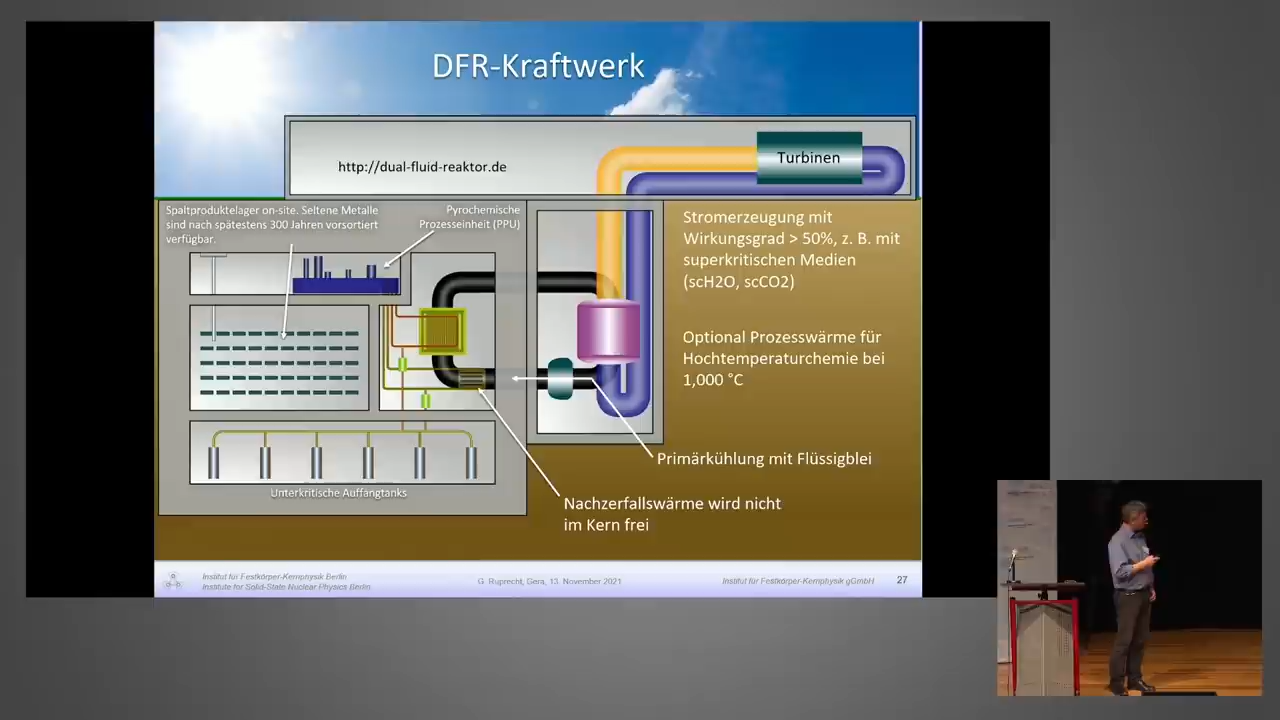 DFR-Kraftwerk
http://dual-fluid-reaktor.de
Turbinen
Spaltproduktelager on-site. Seltene Metalle
sind nach spätestens 300 Jahren vorsortiert
verfügbar.
Pyrochemische
Prozesseinheit (PPU)
Stromerzeugung mit
Wirkungsgrad > 50%, z. B. mit
superkritischen Medien
(scH2O, scCO2)
Optional Prozesswärme für
Hochtemperaturchemie bei
1,000 °C
Primärkühlung mit Flüssigblei
Unterkritische Auffangtanks
Nachzerfallswärme wird nicht
im Kern frei
Institut für Festkörper-Kernphysik Berlin
Institute for Solid-State Nuclear Physics Berlin
G. Ruprecht, Gera, 13. November 2021
Institut für Festkörper-Kernphysik gGmbH
27